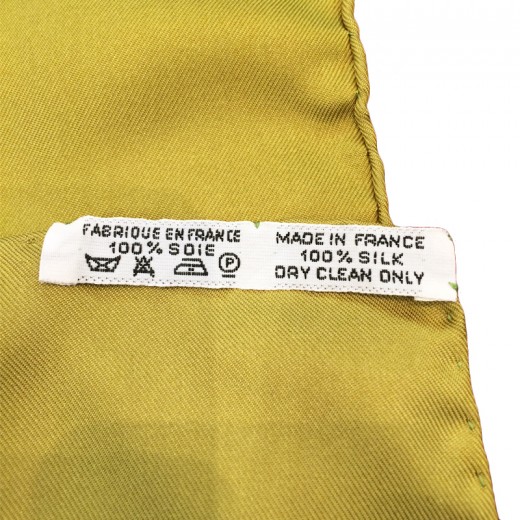 FABRIQUE EN FRANCE
100% SOIE
MADE IN FRANCE
100% SILK
DRY CLEAN ONLY